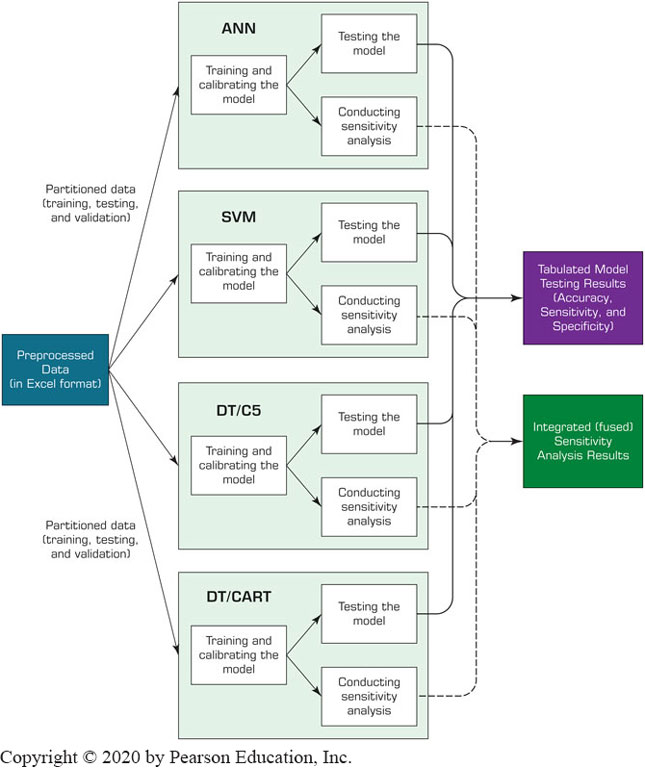 ANN
Training and
calibrating the
model
Testing the
model
Conducting
sensitivity
analysis
Partitioned data
(training, testing,
and validation)
SVM
Training and
calibrating the
model
Testing the
model
Conducting
sensitivity
analysis
Tabulated Model
Testing Results
(Accuracy,
Sensitivity, and
Specificity)
Preprocessed
Data
(in Excel format)
DT/C5
Training and
calibrating the
model
Testing the
model
Conducting
sensitivity
analysis
Integrated (fused)
Sensitivity
Analysis Results
Partitioned data
(training, testing,
and validation)
DT/CART
Training and
calibrating the
model
Testing the
model
Conducting
sensitivity
analysis
Copyright © 2020 by Pearson Education, Inc.